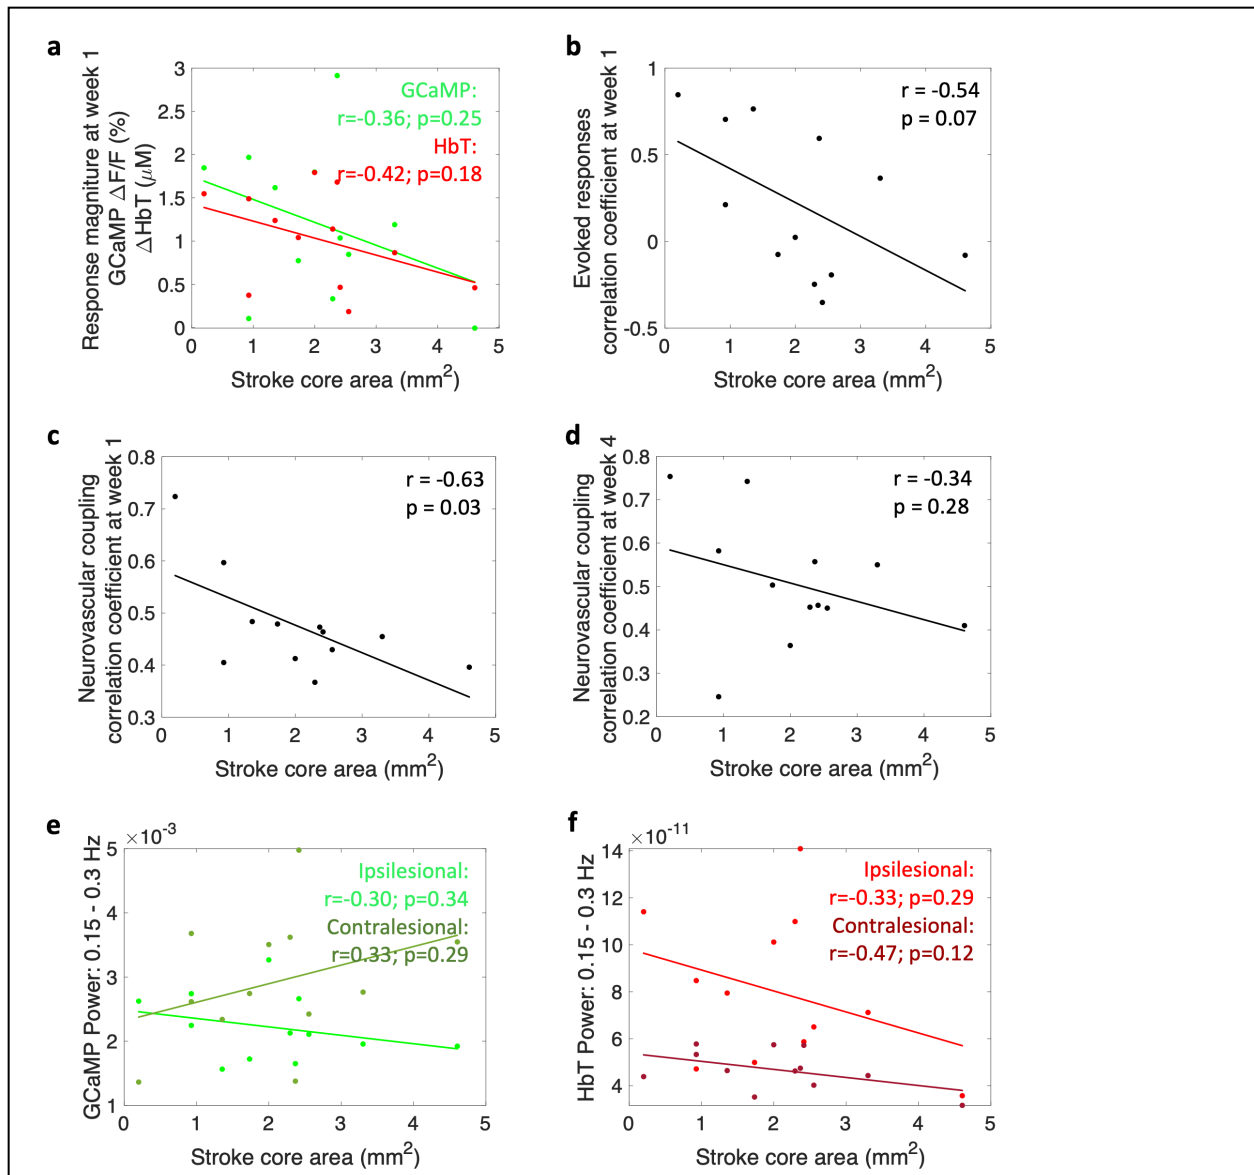 a
Response magniture at week 1
GCaMP △F/F (%)
△HbT (μM)
3
2.5
2
1.5
1
0.5
0
GCaMP:
r=-0.36; p=0.25
HbT:
r=-0.42; p=0.18
0 1 2 3 4 5
Stroke core area (mm²)
b
Evoked responses
correlation coefficient at week 1
1
0.5
0
-0.5
r = -0.54
p = 0.07
0 1 2 3 4 5
Stroke core area (mm²)
c
Neurovascular coupling
correlation coefficient at week 1
0.8
0.7
0.6
0.5
0.4
0.3
r = -0.63
p = 0.03
0 1 2 3 4 5
Stroke core area (mm²)
d
Neurovascular coupling
correlation coefficient at week 4
0.8
0.7
0.6
0.5
0.4
0.3
0.2
r = -0.34
p = 0.28
0 1 2 3 4 5
Stroke core area (mm²)
e
GCaMP Power: 0.15 - 0.3 Hz
×10⁻³
5
4
3
2
1
Ipsilesional:
r=-0.30; p=0.34
Contralesional:
r=0.33; p=0.29
0 1 2 3 4 5
Stroke core area (mm²)
f
HbT Power: 0.15 - 0.3 Hz
×10⁻¹¹
14
12
10
8
6
4
Ipsilesional:
r=-0.33; p=0.29
Contralesional:
r=-0.47; p=0.12
0 1 2 3 4 5
Stroke core area (mm²)